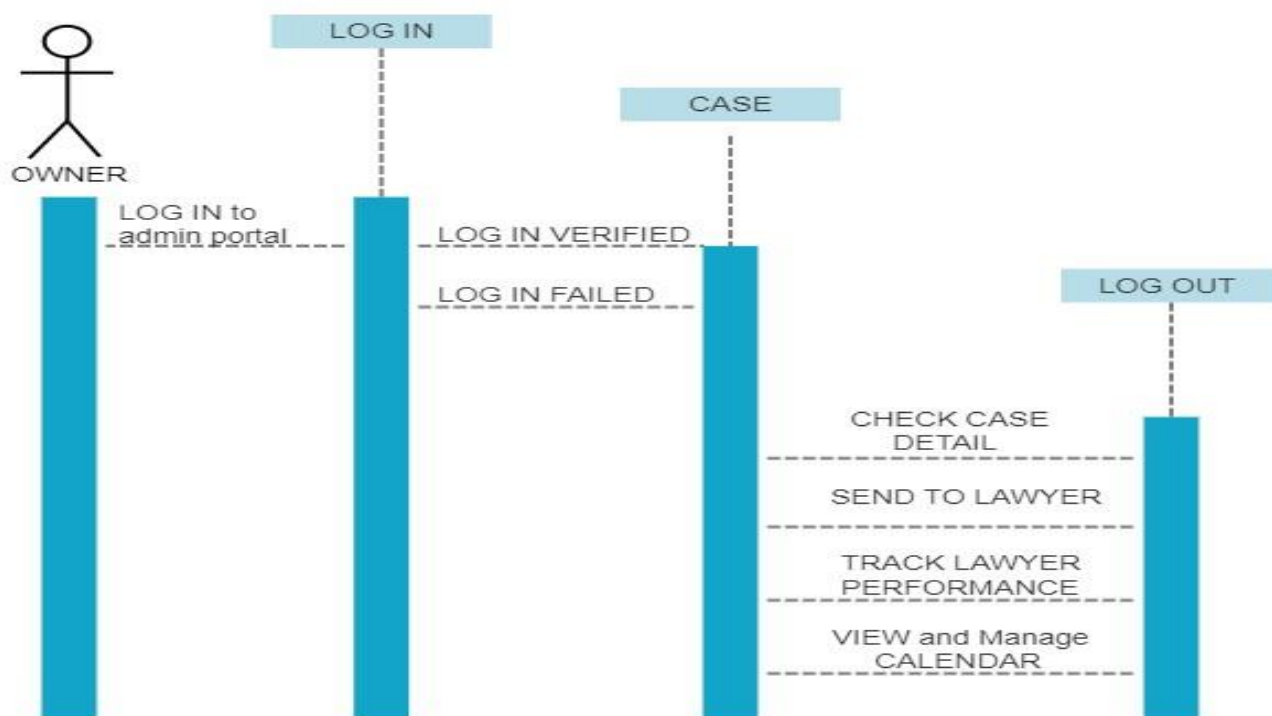 LOG IN
CASE
OWNER
LOG IN to
admin portal
LOG IN VERIFIED
LOG IN FAILED
LOG OUT
CHECK CASE
DETAIL
SEND TO LAWYER
TRACK LAWYER
PERFORMANCE
VIEW and Manage
CALENDAR